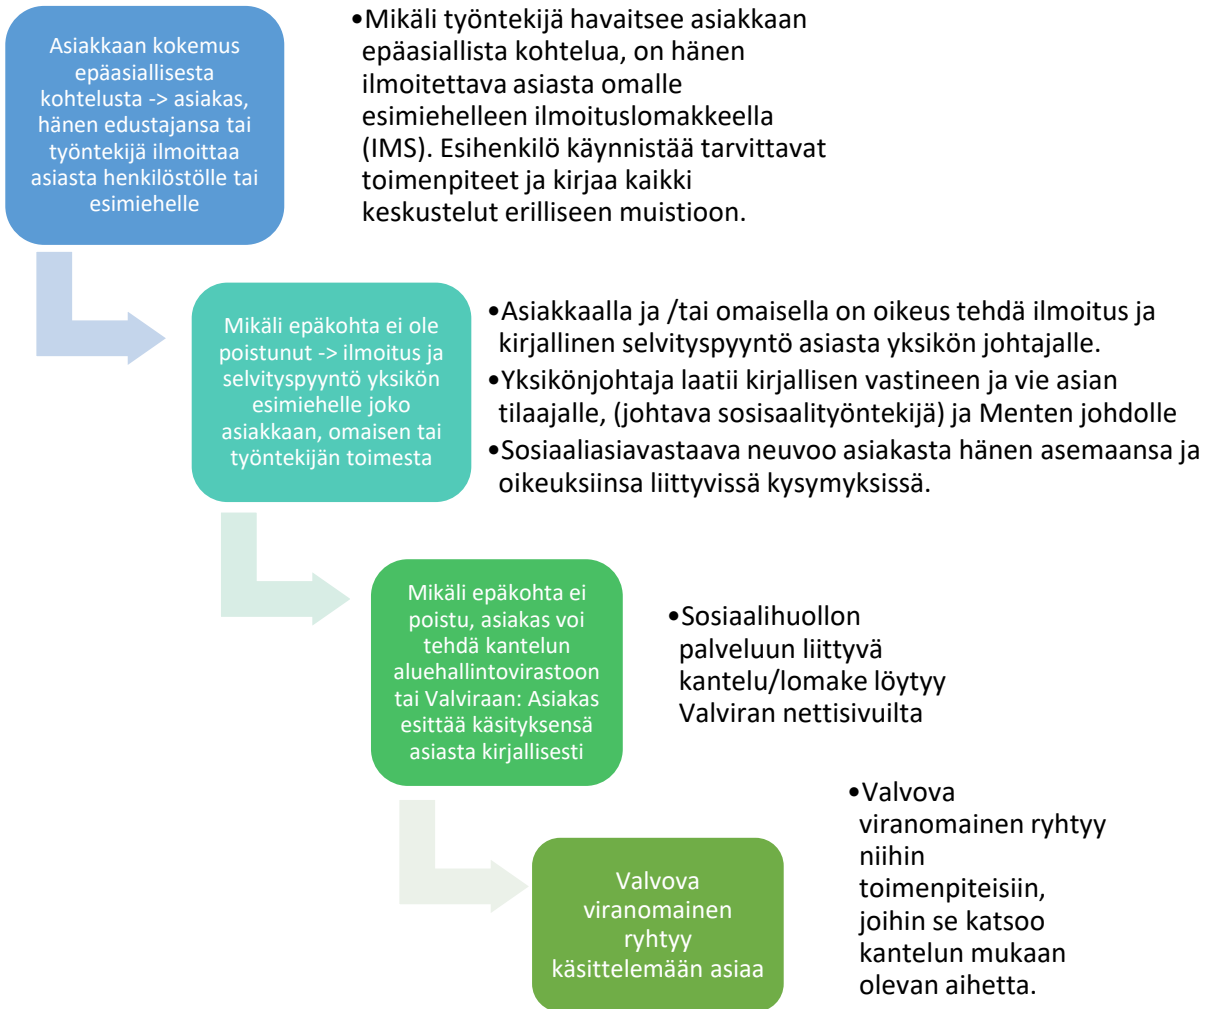 Asiakkaan kokemus
epäasiallisesta
kohtelusta -> asiakas,
hänen edustajansa tai
työntekijä ilmoittaa
asiasta henkilöstölle tai
esimiehelle
•Mikäli työntekijä havaitsee asiakkaan
epäasiallista kohtelua, on hänen
ilmoitettava asiasta omalle
esimiehelleen ilmoituslomakkeella
(IMS). Esihenkilö käynnistää tarvittavat
toimenpiteet ja kirjaa kaikki
keskustelut erilliseen muistioon.
Mikäli epäkohta ei ole
poistunut -> ilmoitus ja
selvityspyyntö yksikön
esimiehelle joko
asiakkaan, omaisen tai
työntekijän toimesta
•Asiakkaalla ja /tai omaisella on oikeus tehdä ilmoitus ja
kirjallinen selvityspyyntö asiasta yksikön johtajalle.
•Yksikönjohtaja laatii kirjallisen vastineen ja vie asian
tilaajalle, (johtava sosisaalityöntekijä) ja Menten johdolle
•Sosiaaliasiavastaava neuvoo asiakasta hänen asemaansa ja
oikeuksiinsa liittyvissä kysymyksissä.
Mikäli epäkohta ei
poistu, asiakas voi
tehdä kantelun
aluehallintovirastoon
tai Valviraan: Asiakas
esittää käsityksensä
asiasta kirjallisesti
•Sosiaalihuollon
palveluun liittyvä
kantelu/lomake löytyy
Valviran nettisivuilta
Valvova
viranomainen
ryhtyy
käsittelemään asiaa
•Valvova
viranomainen ryhtyy
niihin
toimenpiteisiin,
joihin se katsoo
kantelun mukaan
olevan aihetta.